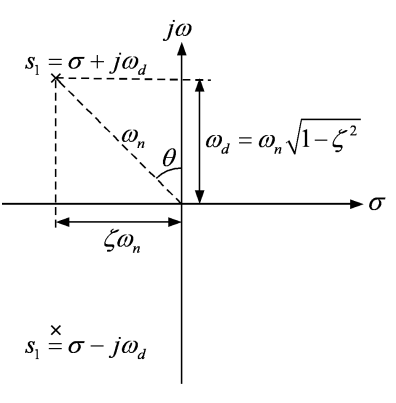 jω
s₁ = σ + jω_d
ω_n
θ
ω_d = ω_n√(1−ζ²)
σ
ζω_n
×
s₁ = σ − jω_d